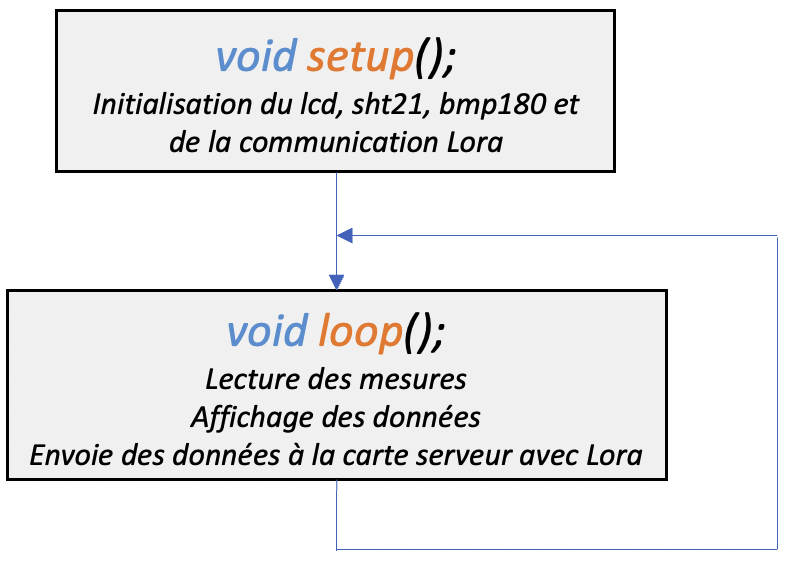 void setup();
Initialisation du lcd, sht21, bmp180 et
de la communication Lora
void loop();
Lecture des mesures
Affichage des données
Envoie des données à la carte serveur avec Lora